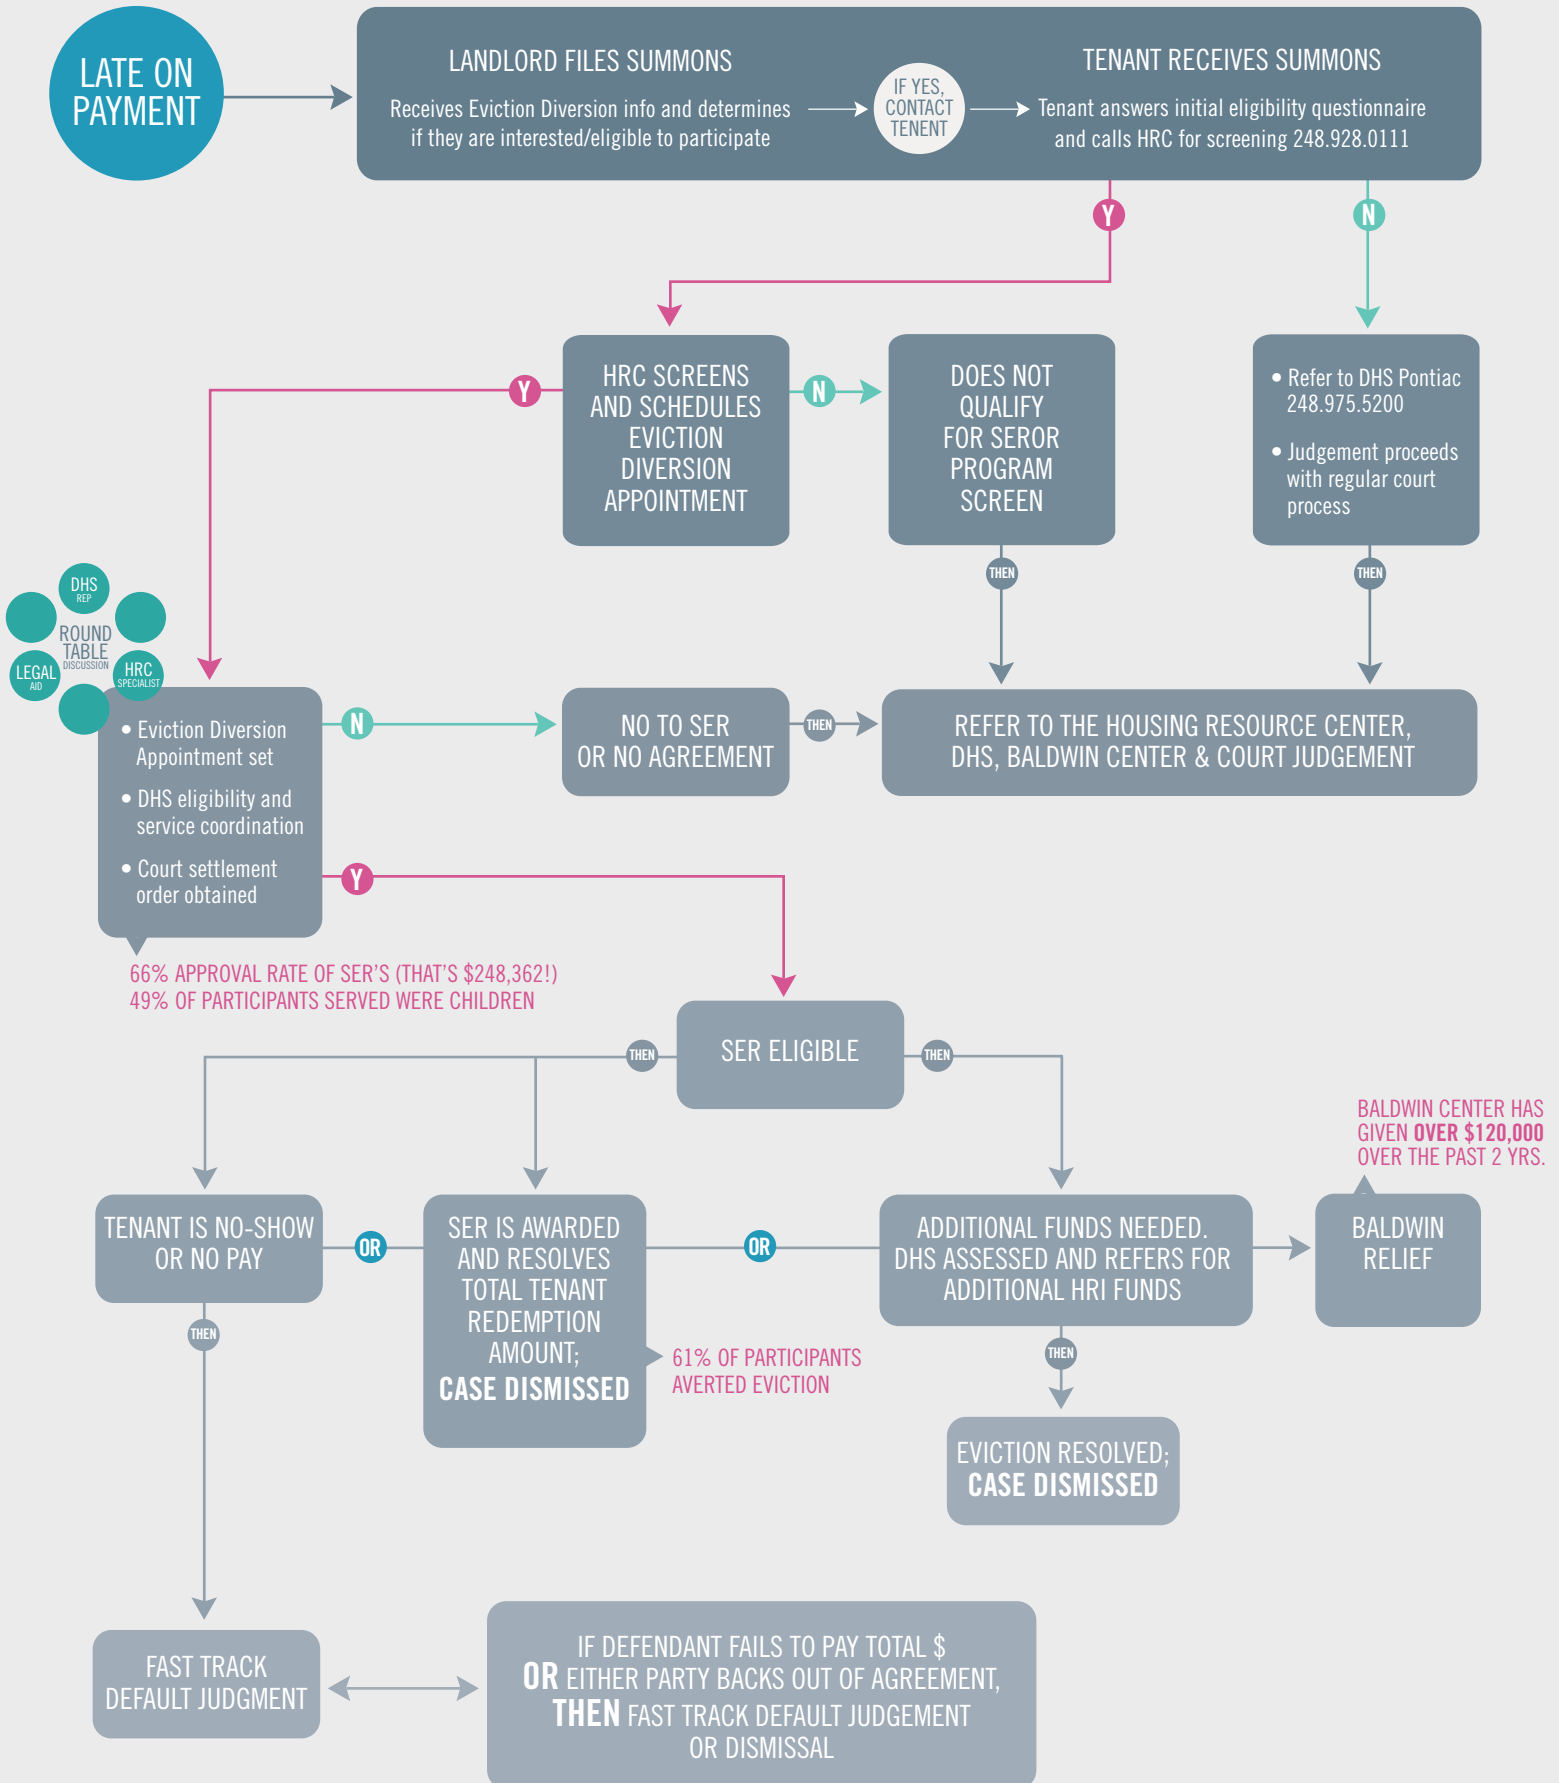 LATE ON
PAYMENT
LANDLORD FILES SUMMONS
Receives Eviction Diversion info and determines
if they are interested/eligible to participate
IF YES,
CONTACT
TENENT
TENANT RECEIVES SUMMONS
Tenant answers initial eligibility questionnaire
and calls HRC for screening 248.928.0111
Y
N
Y
HRC SCREENS
AND SCHEDULES
EVICTION
DIVERSION
APPOINTMENT
N
DOES NOT
QUALIFY
FOR SEROR
PROGRAM
SCREEN
• Refer to DHS Pontiac
248.975.5200
• Judgement proceeds
with regular court
process
THEN
THEN
DHS
REP
ROUND
TABLE
DISCUSSION
LEGAL
AID
HRC
SPECIALIST
• Eviction Diversion
Appointment set
• DHS eligibility and
service coordination
• Court settlement
order obtained
N
NO TO SER
OR NO AGREEMENT
THEN
REFER TO THE HOUSING RESOURCE CENTER,
DHS, BALDWIN CENTER & COURT JUDGEMENT
Y
66% APPROVAL RATE OF SER'S (THAT'S $248,362!)
49% OF PARTICIPANTS SERVED WERE CHILDREN
THEN
SER ELIGIBLE
THEN
BALDWIN CENTER HAS
GIVEN OVER $120,000
OVER THE PAST 2 YRS.
TENANT IS NO-SHOW
OR NO PAY
OR
SER IS AWARDED
AND RESOLVES
TOTAL TENANT
REDEMPTION
AMOUNT;
CASE DISMISSED
OR
ADDITIONAL FUNDS NEEDED.
DHS ASSESSED AND REFERS FOR
ADDITIONAL HRI FUNDS
BALDWIN
RELIEF
THEN
61% OF PARTICIPANTS
AVERTED EVICTION
THEN
EVICTION RESOLVED;
CASE DISMISSED
FAST TRACK
DEFAULT JUDGMENT
IF DEFENDANT FAILS TO PAY TOTAL $
OR EITHER PARTY BACKS OUT OF AGREEMENT,
THEN FAST TRACK DEFAULT JUDGEMENT
OR DISMISSAL